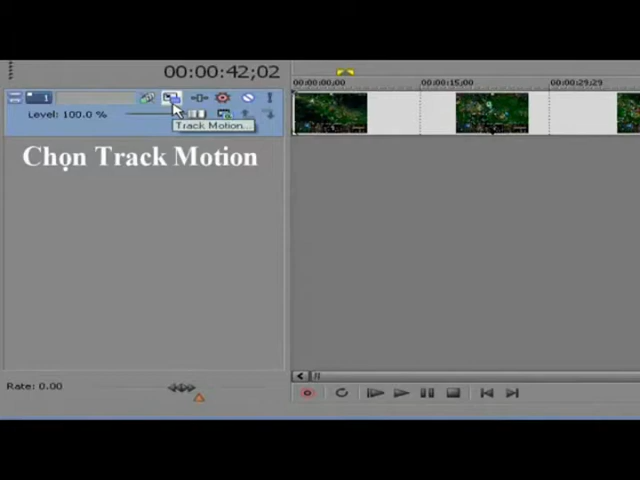 00:00:42;02
00:00:00;00 00:00:15;00 00:00:29;29
1
Level: 100.0 %
Track Motion...
Chọn Track Motion
Rate: 0.00